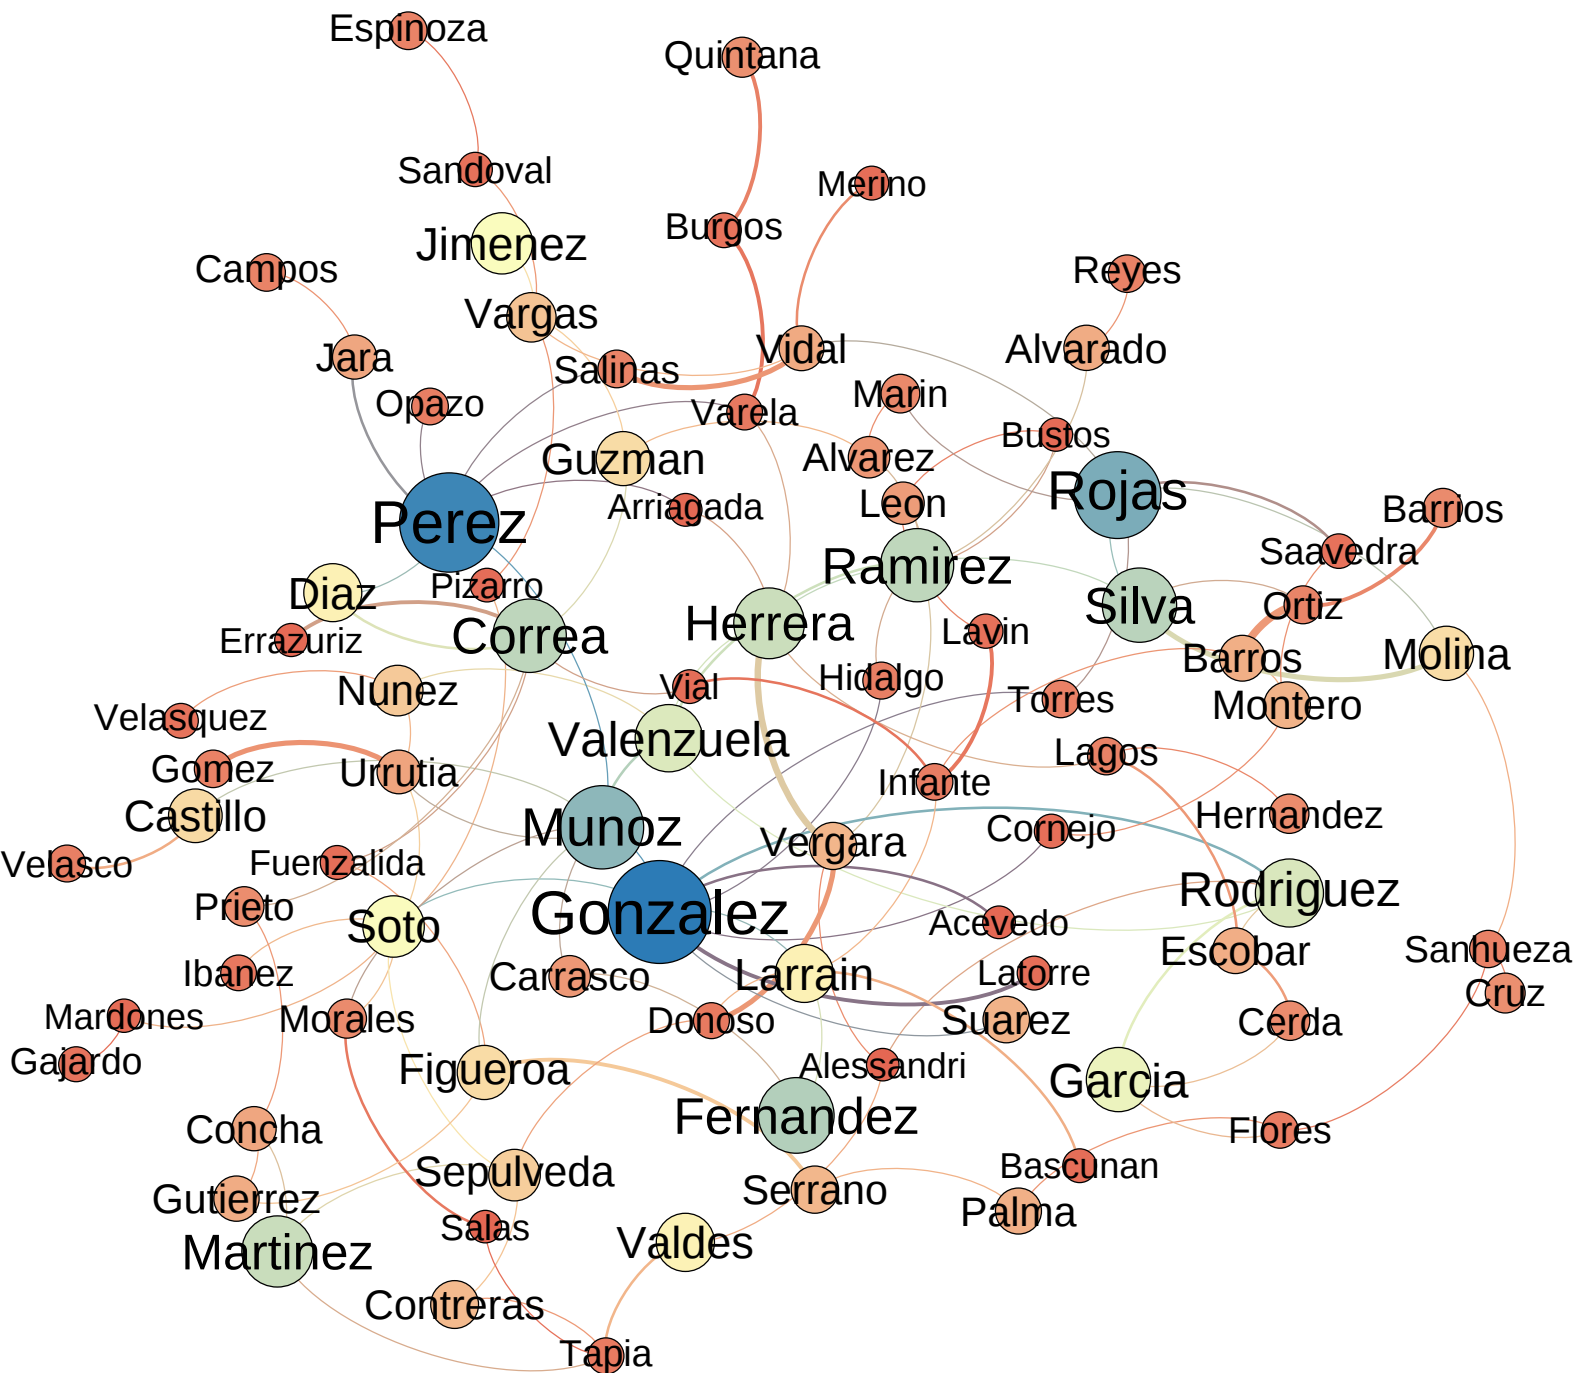 Espinoza
Quintana
Sandoval
Merino
Burgos
Jimenez
Campos
Reyes
Vargas
Vidal
Alvarado
Jara
Salinas
Marin
Opazo
Varela
Bustos
Guzman
Alvarez
Rojas
Leon
Arriagada
Barrios
Perez
Saavedra
Ramirez
Pizarro
Diaz
Ortiz
Silva
Herrera
Lavin
Errazuriz
Correa
Molina
Barros
Hidalgo
Vial
Nunez
Torres
Montero
Velasquez
Valenzuela
Lagos
Gomez
Urrutia
Infante
Hernandez
Castillo
Munoz
Cornejo
Vergara
Velasco
Fuenzalida
Rodriguez
Prieto
Gonzalez
Acevedo
Soto
Escobar
Sanhueza
Ibanez
Carrasco
Larrain
Latorre
Cruz
Mardones
Morales
Donoso
Suarez
Cerda
Gajardo
Figueroa
Alessandri
Garcia
Fernandez
Concha
Flores
Bascunan
Sepulveda
Serrano
Gutierrez
Palma
Salas
Valdes
Martinez
Contreras
Tapia